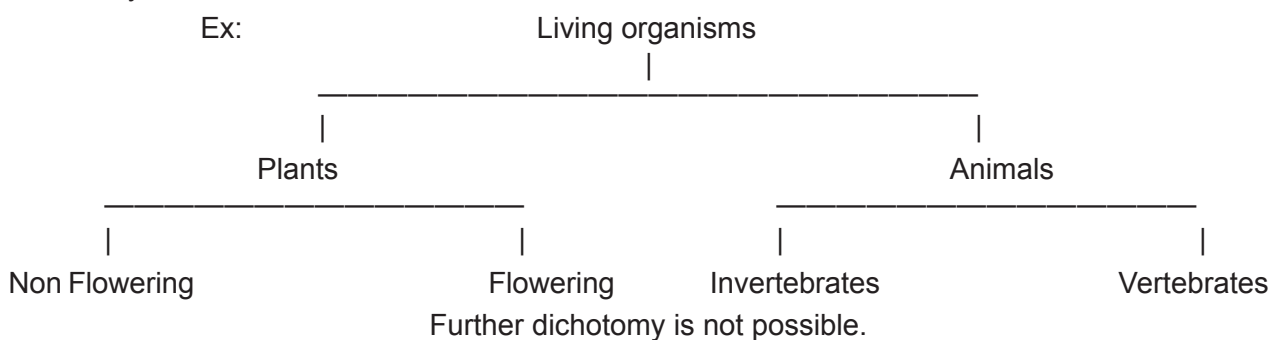 Ex: Living organisms
Plants Animals
Non Flowering Flowering Invertebrates Vertebrates
Further dichotomy is not possible.